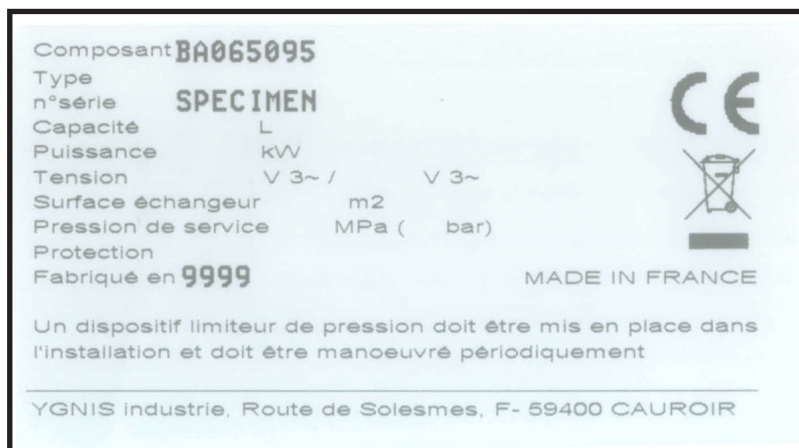 Composant BA065095
Type
n°série SPECIMEN
Capacité L
Puissance kW
Tension V 3~ / V 3~
Surface échangeur m2
Pression de service MPa ( bar)
Protection
Fabriqué en 9999
CE
MADE IN FRANCE
Un dispositif limiteur de pression doit être mis en place dans
l'installation et doit être manoeuvré périodiquement
YGNIS industrie, Route de Solesmes, F- 59400 CAUROIR